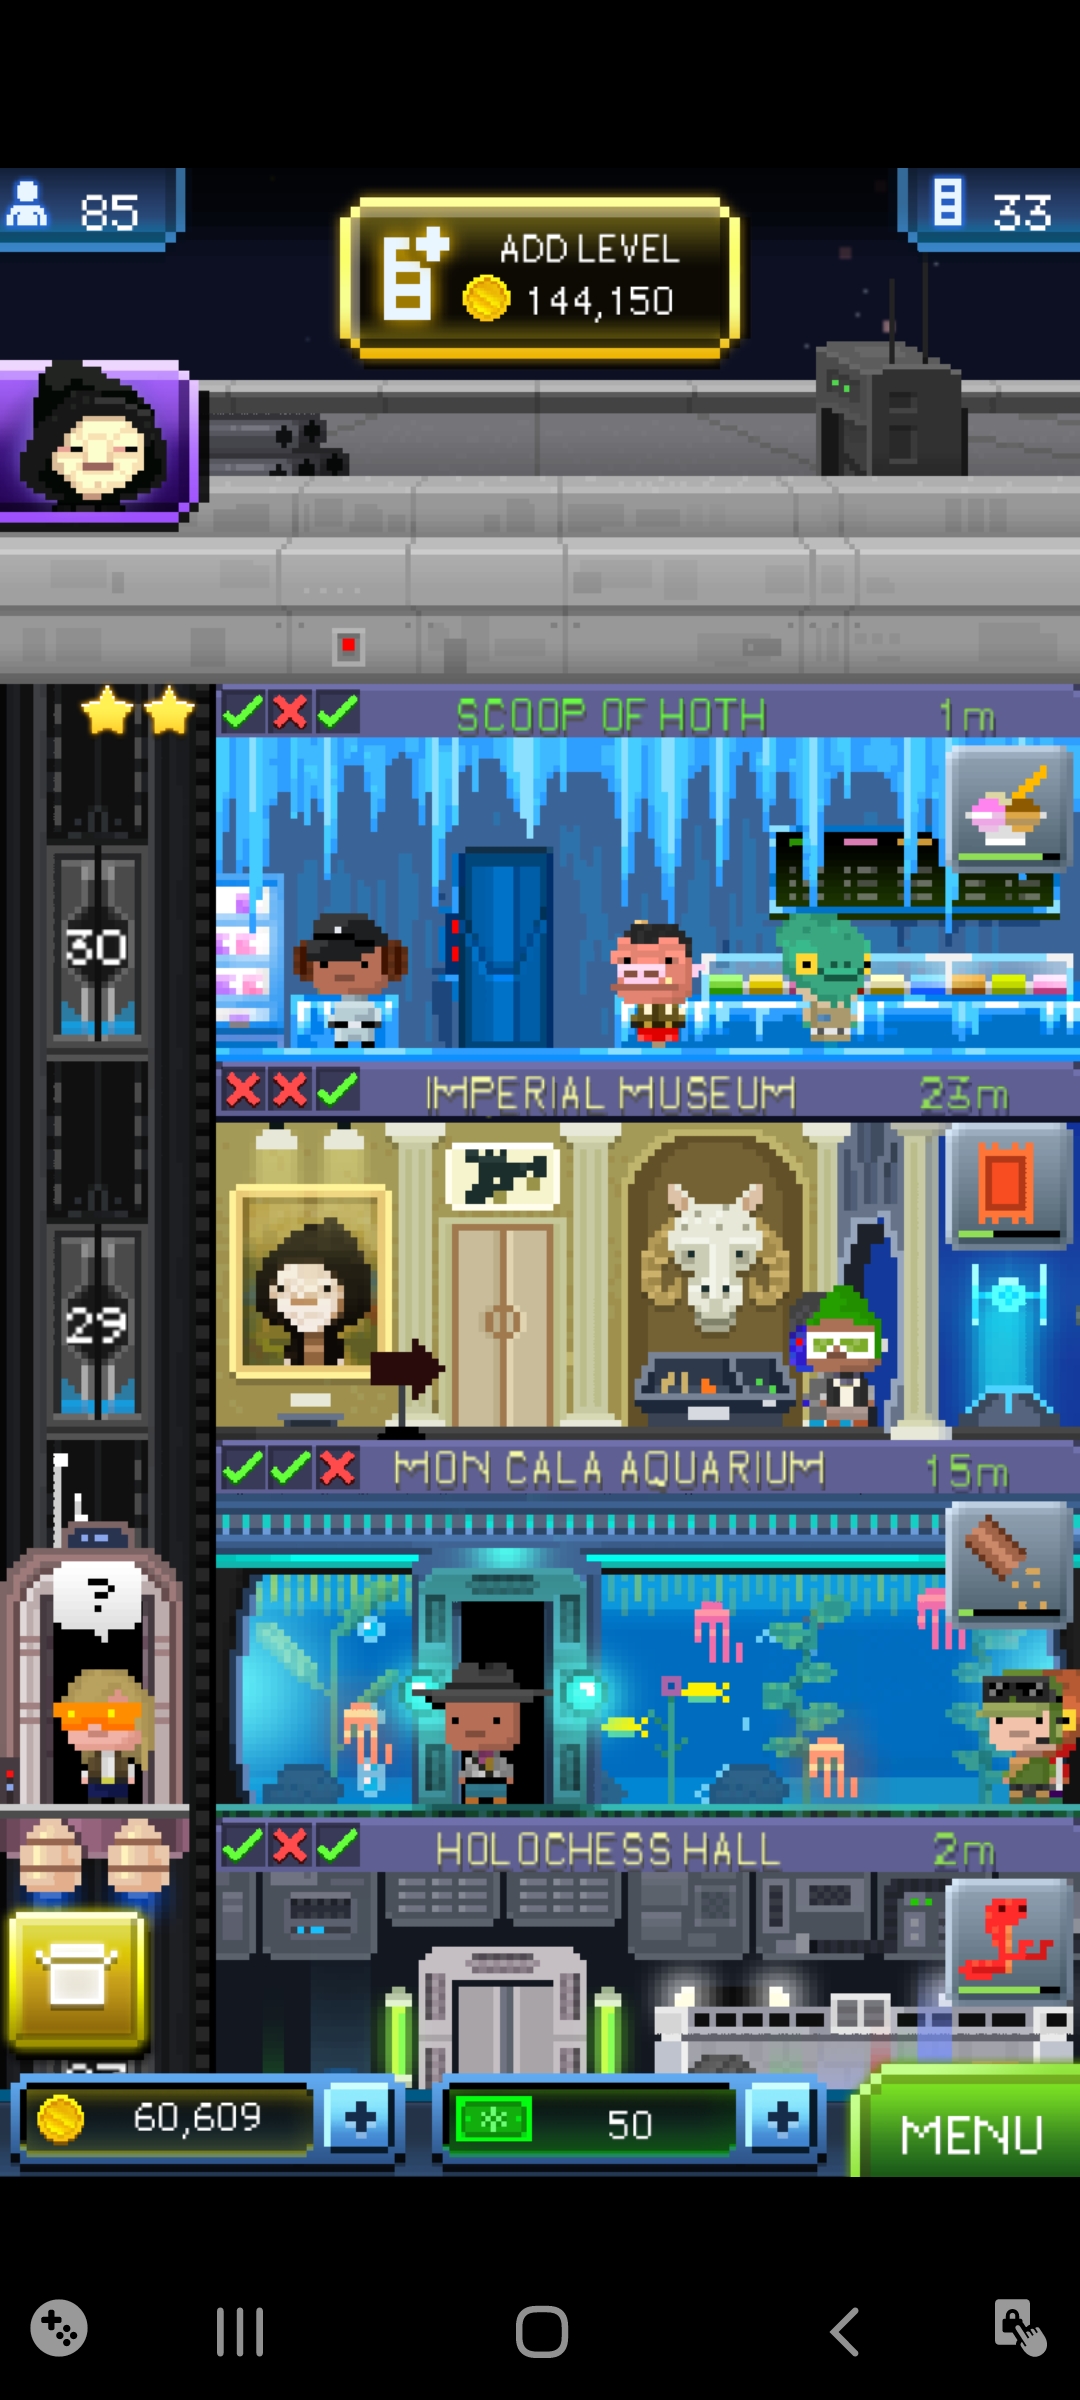 85
ADD LEVEL
144,150
33
SCOOP OF HOTH 1m
30
IMPERIAL MUSEUM 23m
29
MON CALA AQUARIUM 15m
?
HOLOCHESS HALL 2m
60,609
50
MENU